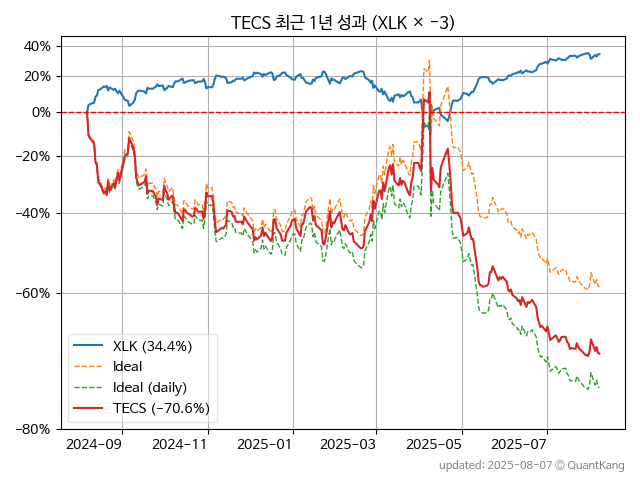 TECS 최근 1년 성과 (XLK × −3)
40%
20%
0%
−20%
−40%
−60%
−80%
XLK (34.4%)
Ideal
Ideal (daily)
TECS (−70.6%)
2024-09
2024-11
2025-01
2025-03
2025-05
2025-07
updated: 2025-08-07 © QuantKang